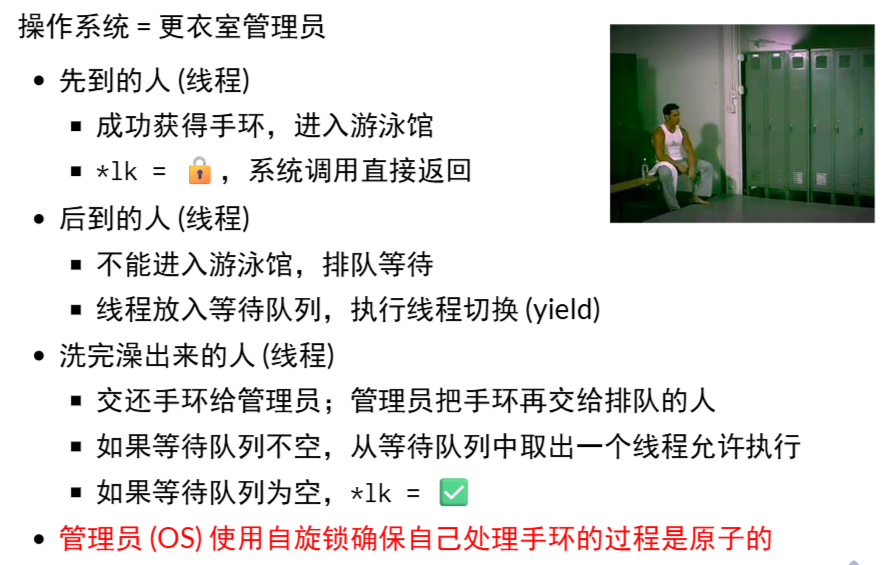 操作系统 = 更衣室管理员
• 先到的人 (线程)
▪ 成功获得手环，进入游泳馆
▪ *lk = 🔒，系统调用直接返回
• 后到的人 (线程)
▪ 不能进入游泳馆，排队等待
▪ 线程放入等待队列，执行线程切换 (yield)
• 洗完澡出来的人 (线程)
▪ 交还手环给管理员；管理员把手环再交给排队的人
▪ 如果等待队列不空，从等待队列中取出一个线程允许执行
▪ 如果等待队列为空，*lk = ✅
• 管理员 (OS) 使用自旋锁确保自己处理手环的过程是原子的